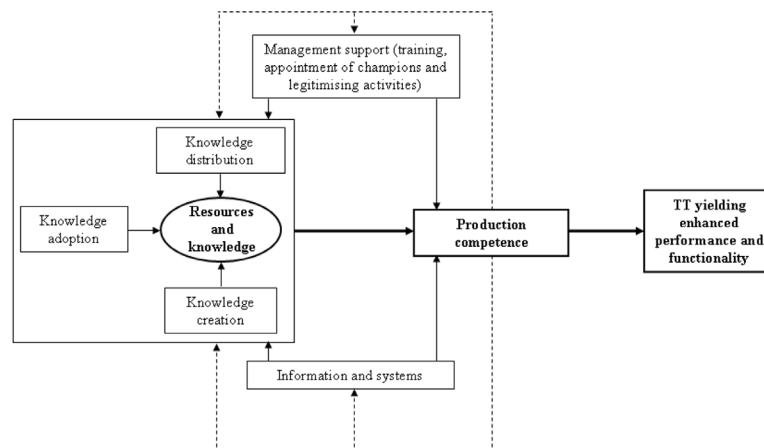 Management support (training,
appointment of champions and
legitimising activities)
Knowledge
distribution
Knowledge
adoption
Resources
and
knowledge
Knowledge
creation
Production
competence
TT yielding
enhanced
performance and
functionality
Information and systems